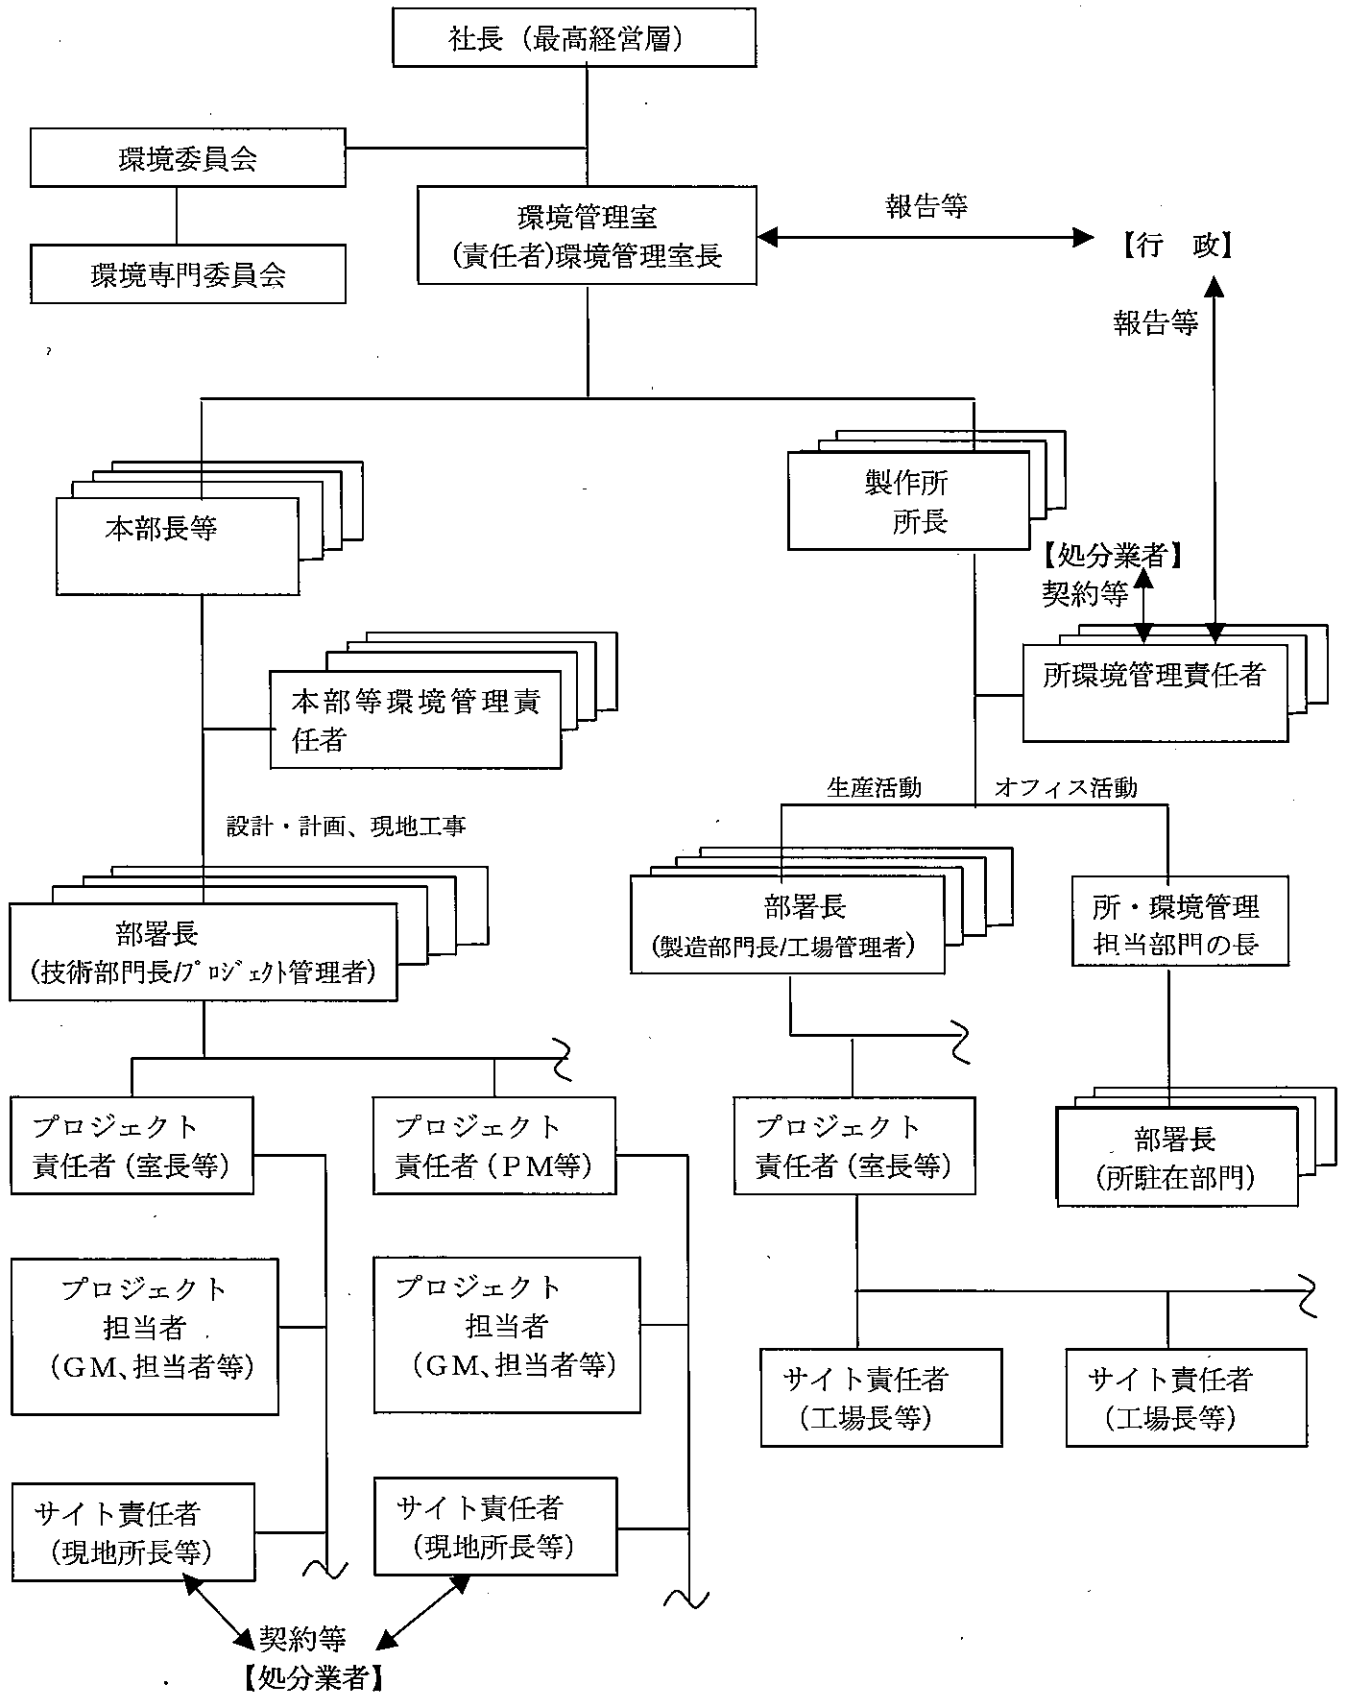 社長（最高経営層）
環境委員会
環境専門委員会
環境管理室
(責任者)環境管理室長
報告等
【行　政】
報告等
本部長等
製作所
所長
【処分業者】
契約等
所環境管理責任者
本部等環境管理責
任者
生産活動
オフィス活動
設計・計画、現地工事
部署長
(技術部門長/ﾌﾟﾛｼﾞｪｸﾄ管理者)
部署長
(製造部門長/工場管理者)
所・環境管理
担当部門の長
プロジェクト
責任者（室長等）
プロジェクト
責任者（ＰＭ等）
プロジェクト
責任者（室長等）
部署長
(所駐在部門)
プロジェクト
担当者
（ＧＭ、担当者等）
プロジェクト
担当者
（ＧＭ、担当者等）
サイト責任者
（工場長等）
サイト責任者
（工場長等）
サイト責任者
（現地所長等）
サイト責任者
（現地所長等）
契約等
【処分業者】